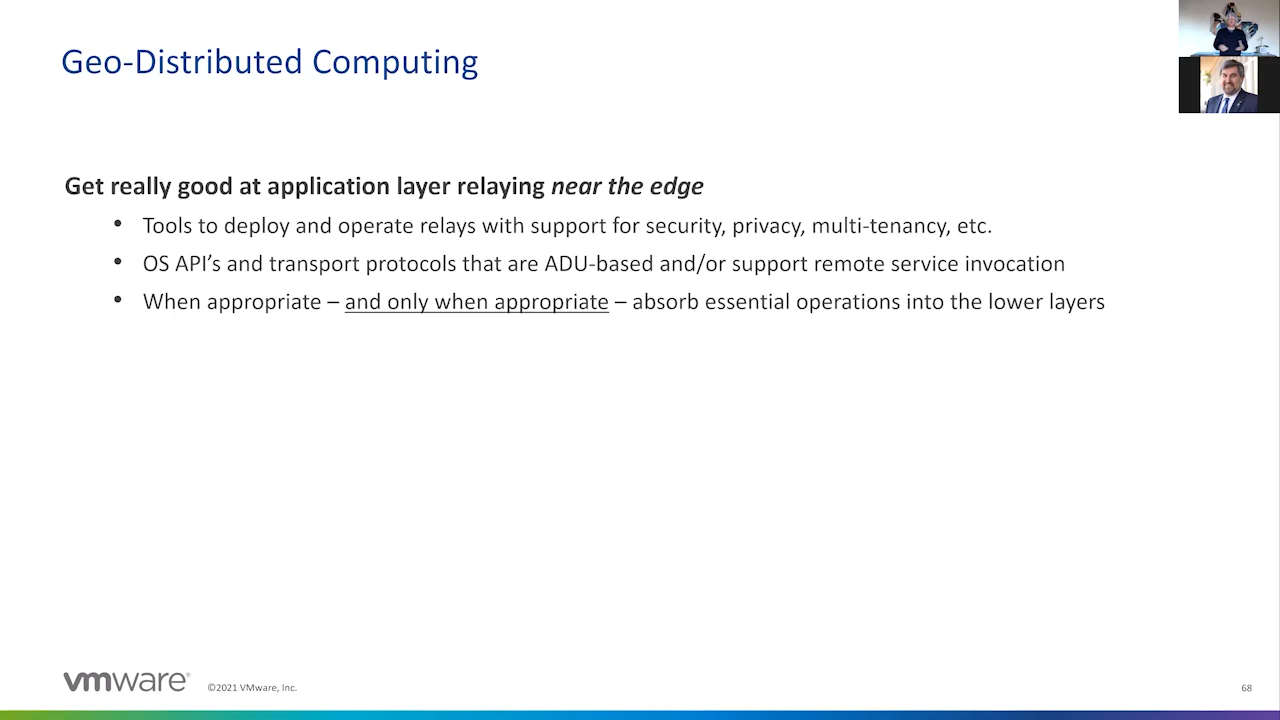 Geo-Distributed Computing
Get really good at application layer relaying near the edge
• Tools to deploy and operate relays with support for security, privacy, multi-tenancy, etc.
• OS API’s and transport protocols that are ADU-based and/or support remote service invocation
• When appropriate – and only when appropriate – absorb essential operations into the lower layers
vmware®
©2021 VMware, Inc.
68